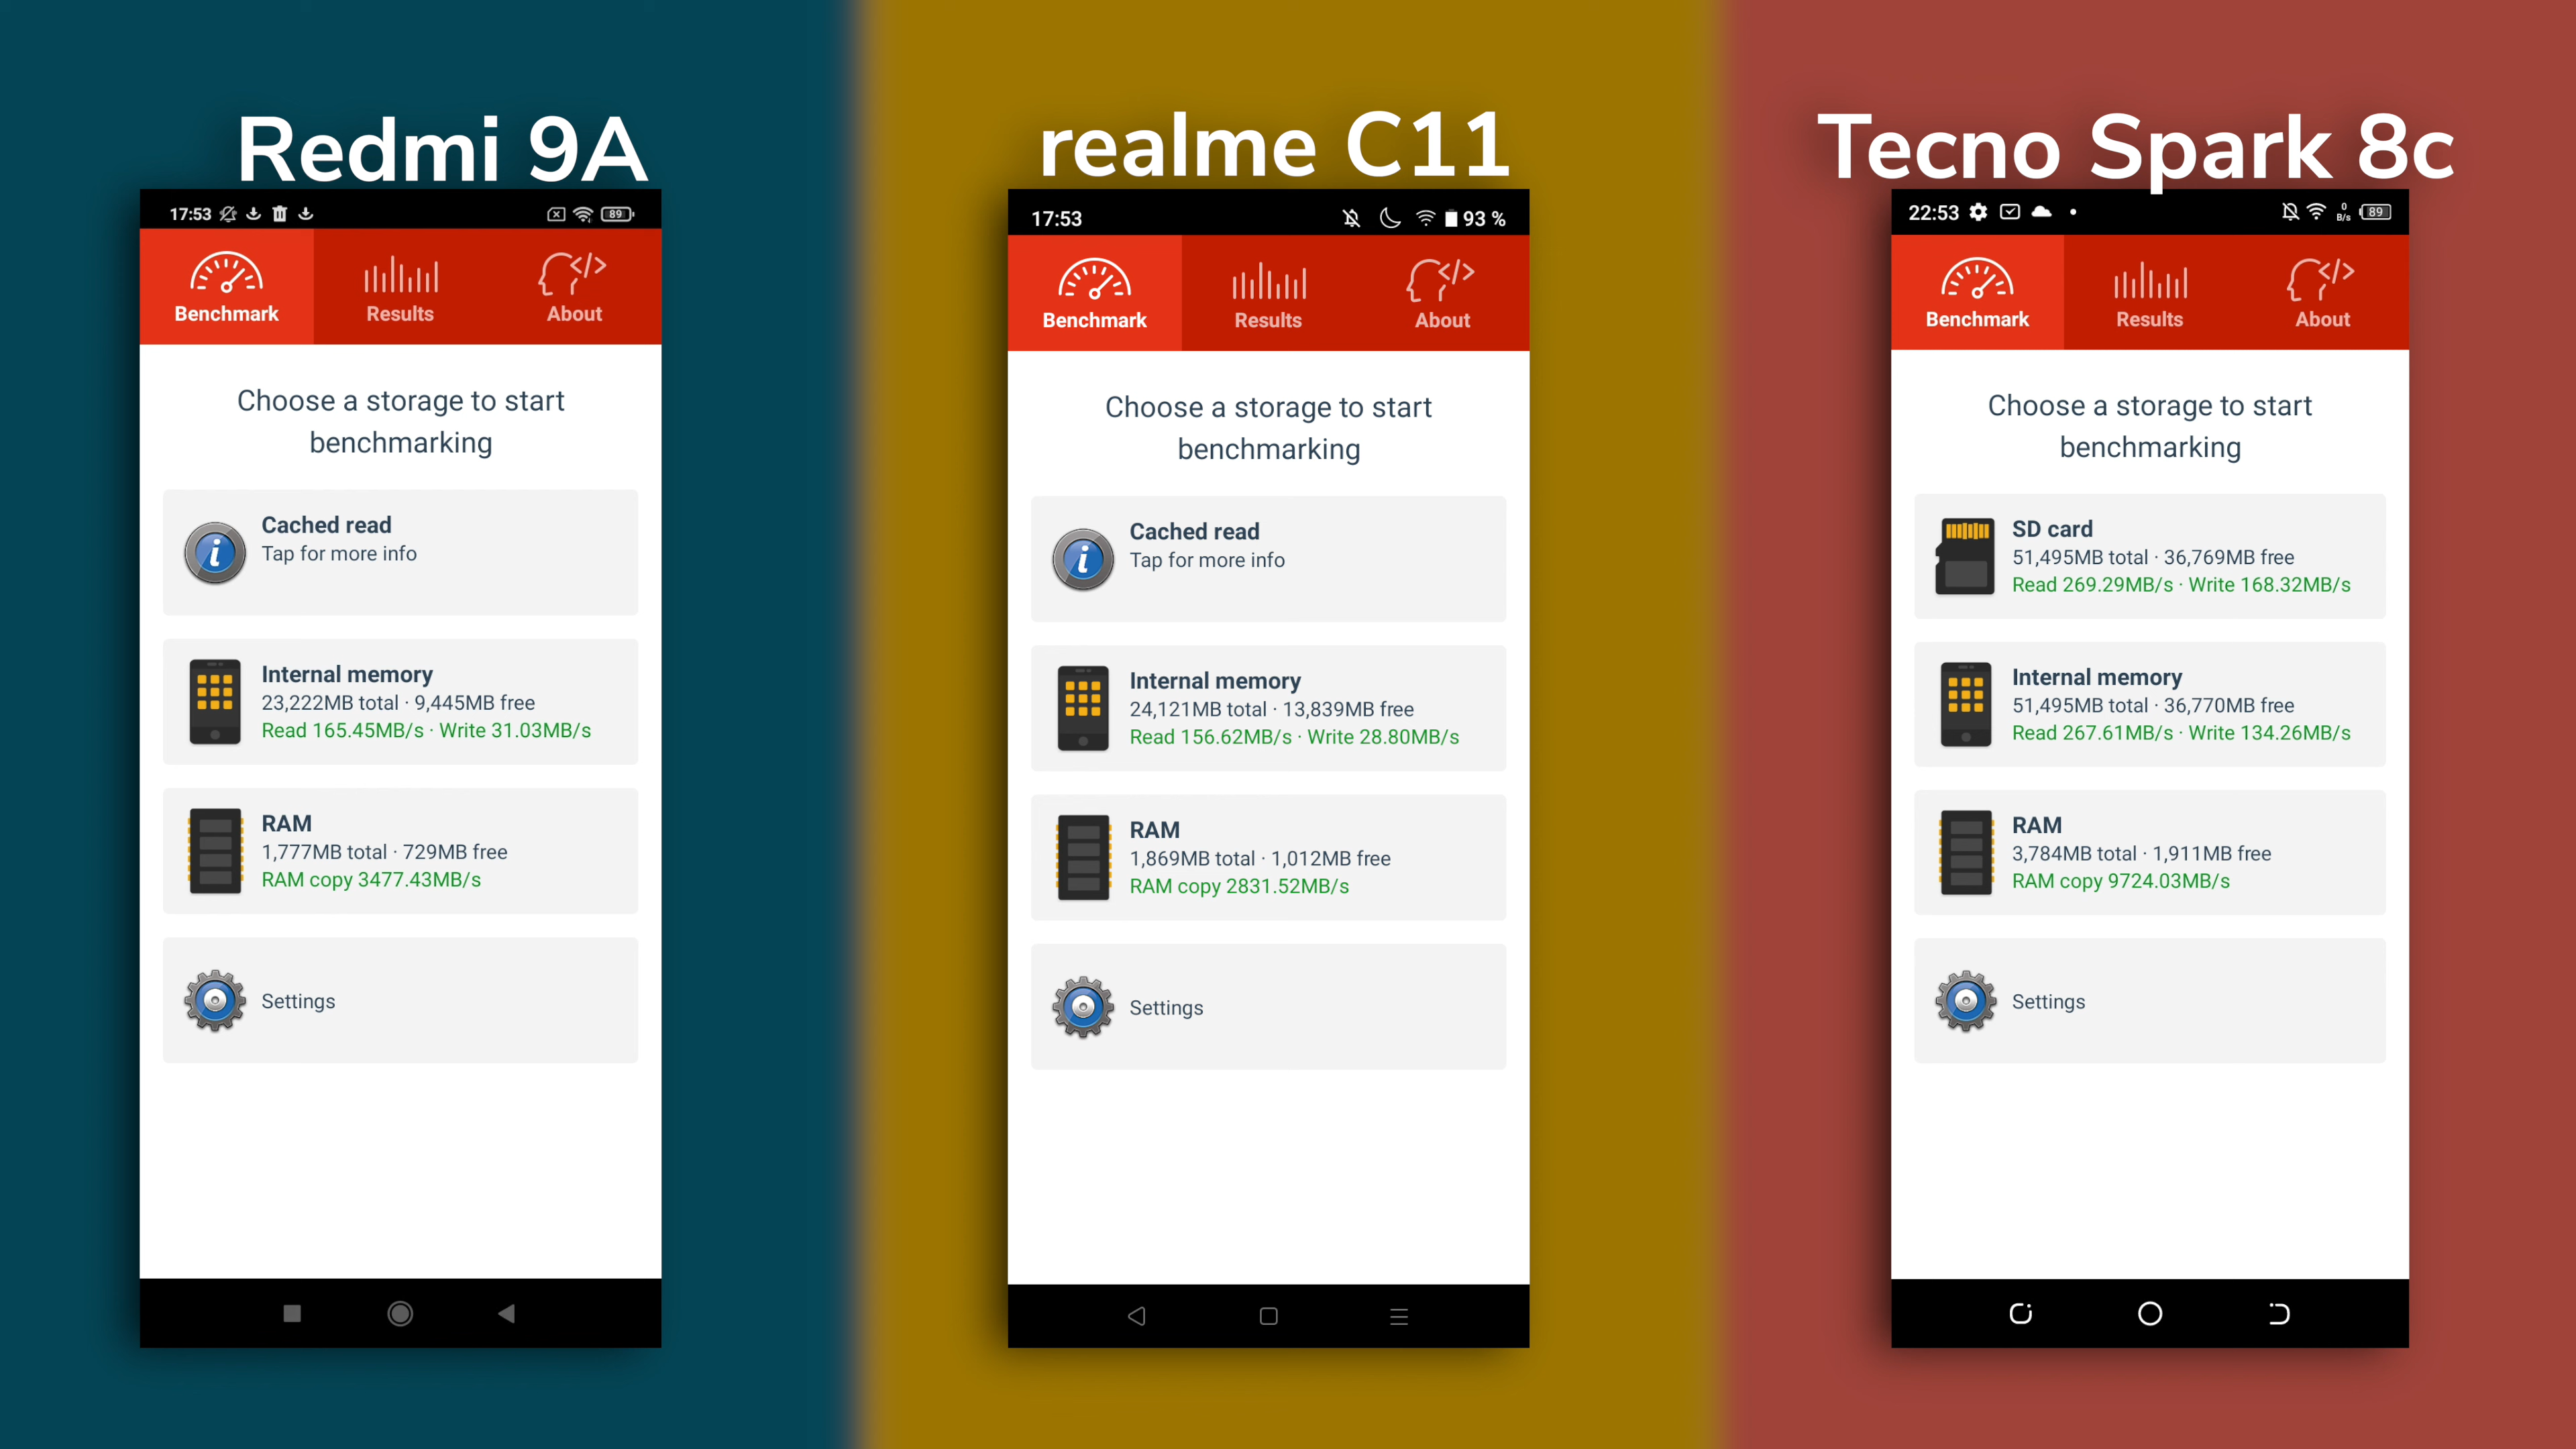 Redmi 9A
17:53
89
Benchmark
Results
About
Choose a storage to start
benchmarking
Cached read
Tap for more info
Internal memory
23,222MB total · 9,445MB free
Read 165.45MB/s · Write 31.03MB/s
RAM
1,777MB total · 729MB free
RAM copy 3477.43MB/s
Settings
realme C11
17:53
93 %
Benchmark
Results
About
Choose a storage to start
benchmarking
Cached read
Tap for more info
Internal memory
24,121MB total · 13,839MB free
Read 156.62MB/s · Write 28.80MB/s
RAM
1,869MB total · 1,012MB free
RAM copy 2831.52MB/s
Settings
Tecno Spark 8c
22:53
0
B/s
89
Benchmark
Results
About
Choose a storage to start
benchmarking
SD card
51,495MB total · 36,769MB free
Read 269.29MB/s · Write 168.32MB/s
Internal memory
51,495MB total · 36,770MB free
Read 267.61MB/s · Write 134.26MB/s
RAM
3,784MB total · 1,911MB free
RAM copy 9724.03MB/s
Settings